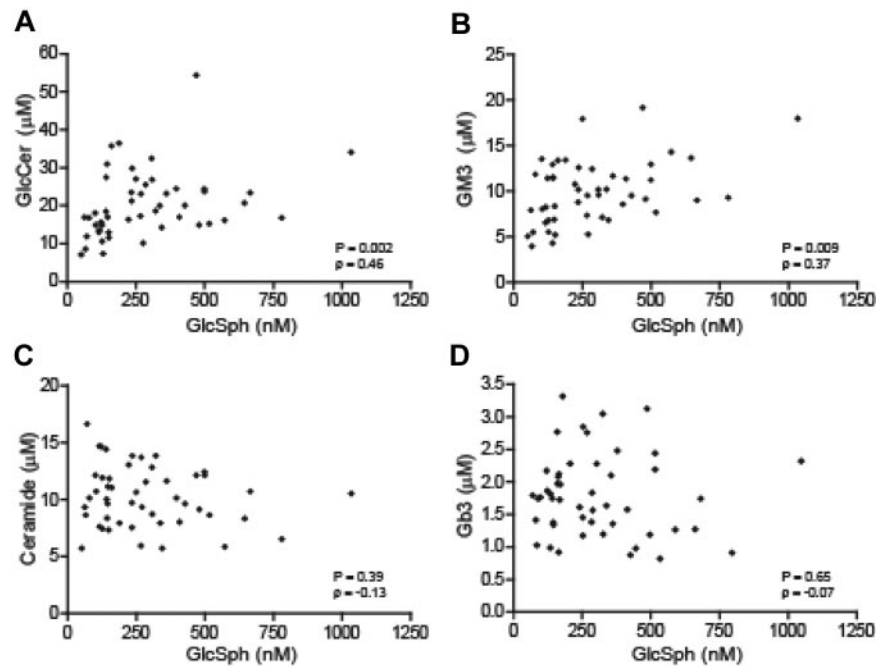 A
60
50
40
30
20
10
0
GlcCer (μM)
0 250 500 750 1000 1250
GlcSph (nM)
P = 0.002
ρ = 0.46
B
25
20
15
10
5
0
GM3 (μM)
0 250 500 750 1000 1250
GlcSph (nM)
P = 0.009
ρ = 0.37
C
20
15
10
5
0
Ceramide (μM)
0 250 500 750 1000 1250
GlcSph (nM)
P = 0.39
ρ = -0.13
D
3.5
3.0
2.5
2.0
1.5
1.0
0.5
0.0
Gb3 (μM)
0 250 500 750 1000 1250
GlcSph (nM)
P = 0.65
ρ = -0.07